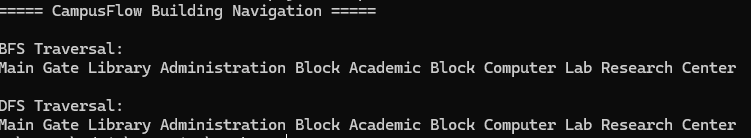 ===== CampusFlow Building Navigation =====
BFS Traversal:
Main Gate Library Administration Block Academic Block Computer Lab Research Center
DFS Traversal:
Main Gate Library Administration Block Academic Block Computer Lab Research Center